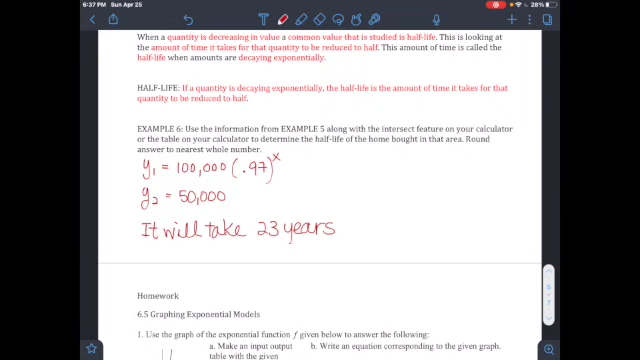 6:37 PM Sun Apr 25
28%
When a quantity is decreasing in value a common value that is studied is half-life. This is looking at
the amount of time it takes for that quantity to be reduced to half. This amount of time is called the
half-life when amounts are decaying exponentially.
HALF-LIFE: If a quantity is decaying exponentially, the half-life is the amount of time it takes for that
quantity to be reduced to half.
EXAMPLE 6: Use the information from EXAMPLE 5 along with the intersect feature on your calculator
or the table on your calculator to determine the half-life of the home bought in that area. Round
answer to nearest whole number.
y₁ = 100,000 (.97)ˣ
y₂ = 50,000
It will take 23 years
5
7
Homework
6.5 Graphing Exponential Models
1. Use the graph of the exponential function f given below to answer the following:
a. Make an input output b. Write an equation corresponding to the given graph.
table with the given